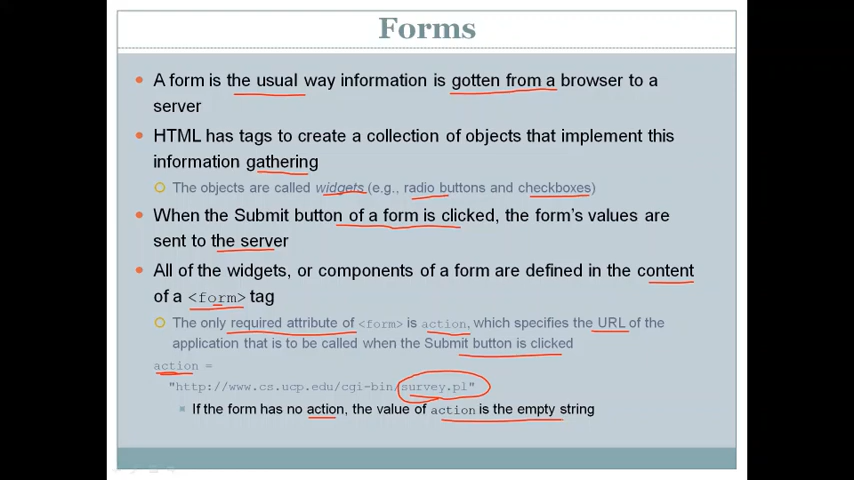 Forms
A form is the usual way information is gotten from a browser to a
server
HTML has tags to create a collection of objects that implement this
information gathering
The objects are called widgets (e.g., radio buttons and checkboxes)
When the Submit button of a form is clicked, the form's values are
sent to the server
All of the widgets, or components of a form are defined in the content
of a <form> tag
The only required attribute of <form> is action, which specifies the URL of the
application that is to be called when the Submit button is clicked
action =
"http://www.cs.ucp.edu/cgi-bin/survey.pl"
If the form has no action, the value of action is the empty string